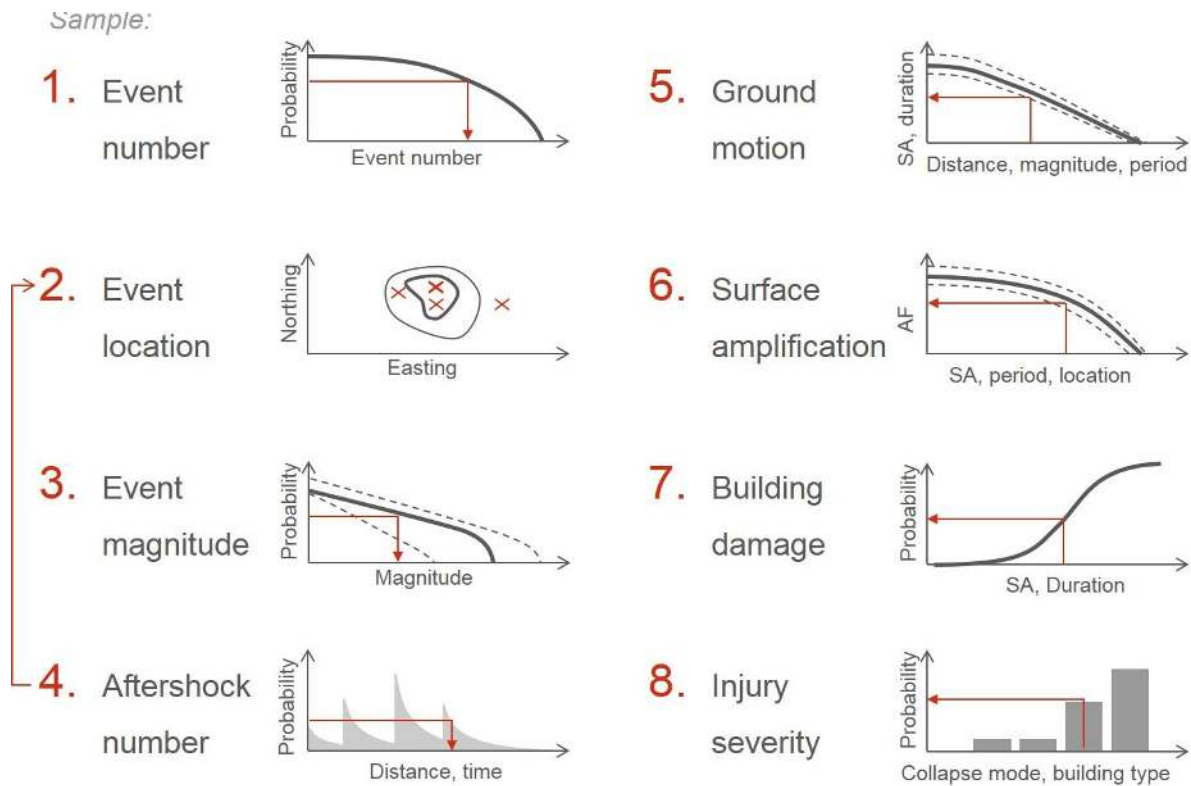 Sample:
1. Event
number
Probability
Event number
2. Event
location
Northing
Easting
3. Event
magnitude
Probability
Magnitude
4. Aftershock
number
Probability
Distance, time
5. Ground
motion
SA, duration
Distance, magnitude, period
6. Surface
amplification
AF
SA, period, location
7. Building
damage
Probability
SA, Duration
8. Injury
severity
Probability
Collapse mode, building type